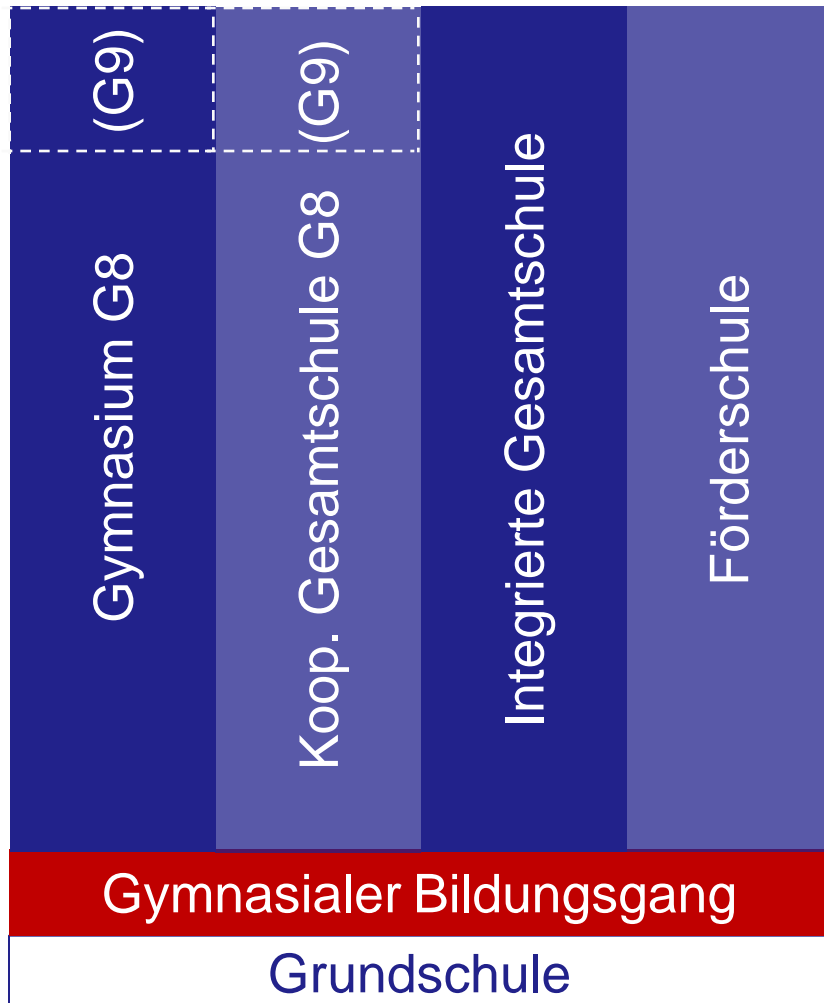 (G9)
Gymnasium G8
(G9)
Koop. Gesamtschule G8
Integrierte Gesamtschule
Förderschule
Gymnasialer Bildungsgang
Grundschule